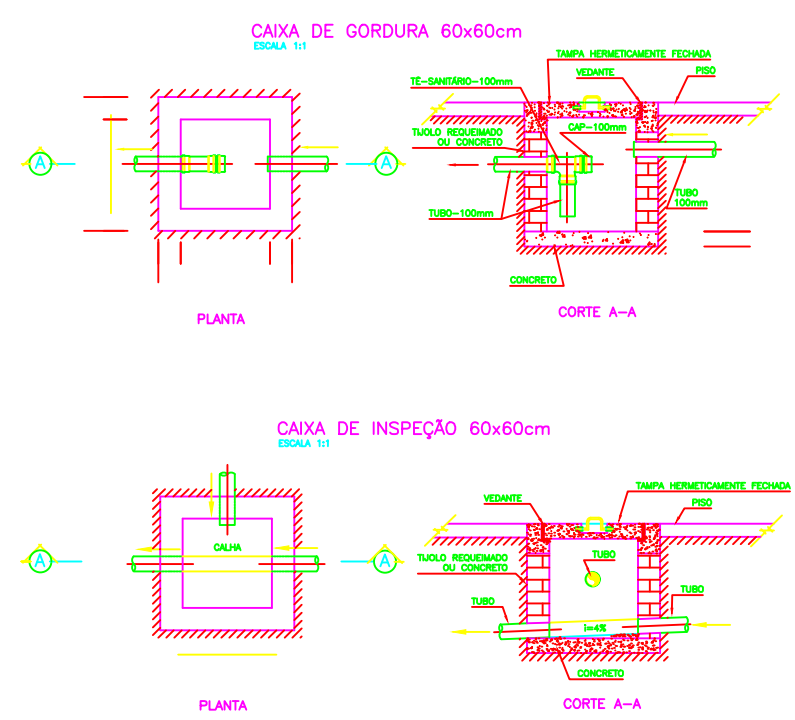 CAIXA DE GORDURA 60x60cm
ESCALA 1:1
TAMPA HERMETICAMENTE FECHADA
VEDANTE
PISO
TÊ-SANITÁRIO-100mm
TIJOLO REQUEIMADO
OU CONCRETO
CAP-100mm
A
A
TUBO-100mm
TUBO
100mm
CONCRETO
PLANTA
CORTE A-A
CAIXA DE INSPEÇÃO 60x60cm
ESCALA 1:1
TAMPA HERMETICAMENTE FECHADA
VEDANTE
PISO
CALHA
TIJOLO REQUEIMADO
OU CONCRETO
TUBO
A
A
TUBO
TUBO
i=4%
CONCRETO
PLANTA
CORTE A-A